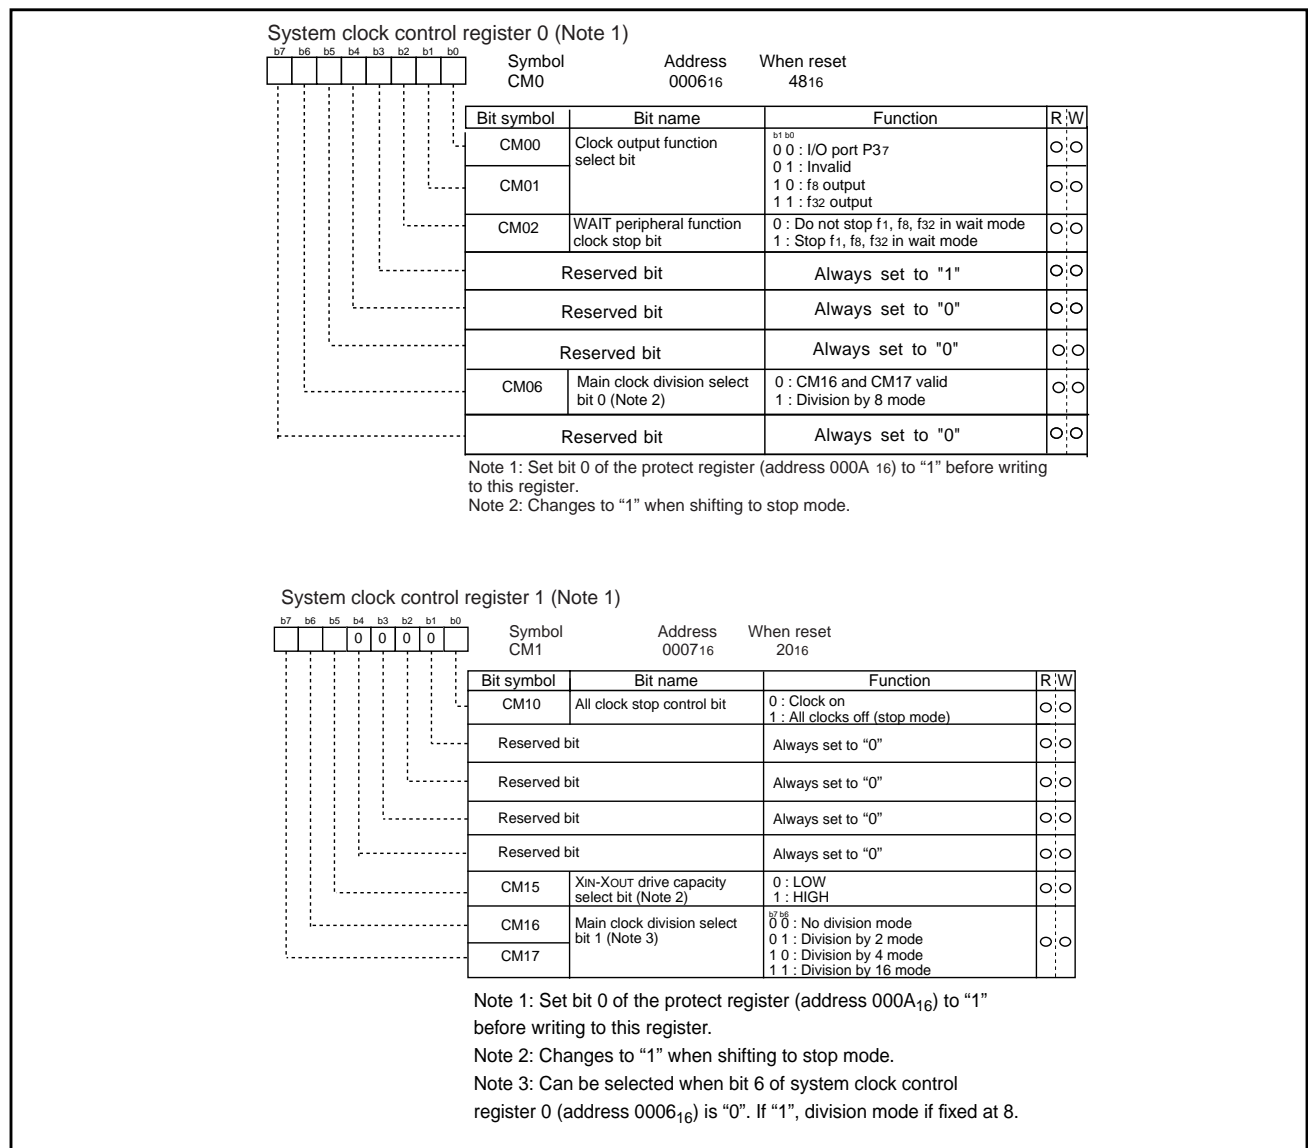 System clock control register 0 (Note 1)
b7 b6 b5 b4 b3 b2 b1 b0
Symbol Address When reset
CM0 000616 4816
Bit symbol Bit name Function R W
CM00 Clock output function select bit
b1 b0
0 0 : I/O port P37
0 1 : Invalid
CM01
1 0 : f8 output
1 1 : f32 output
CM02 WAIT peripheral function clock stop bit
0 : Do not stop f1, f8, f32 in wait mode
1 : Stop f1, f8, f32 in wait mode
Reserved bit Always set to "1"
Reserved bit Always set to "0"
Reserved bit Always set to "0"
CM06 Main clock division select bit 0 (Note 2)
0 : CM16 and CM17 valid
1 : Division by 8 mode
Reserved bit Always set to "0"
Note 1: Set bit 0 of the protect register (address 000A 16) to “1” before writing
to this register.
Note 2: Changes to “1” when shifting to stop mode.
System clock control register 1 (Note 1)
b7 b6 b5 b4 b3 b2 b1 b0
0 0 0 0
Symbol Address When reset
CM1 000716 2016
Bit symbol Bit name Function R W
CM10 All clock stop control bit
0 : Clock on
1 : All clocks off (stop mode)
Reserved bit Always set to “0”
Reserved bit Always set to “0”
Reserved bit Always set to “0”
Reserved bit Always set to “0”
CM15 XIN-XOUT drive capacity select bit (Note 2)
0 : LOW
1 : HIGH
CM16 Main clock division select bit 1 (Note 3)
b7 b6
0 0 : No division mode
0 1 : Division by 2 mode
CM17
1 0 : Division by 4 mode
1 1 : Division by 16 mode
Note 1: Set bit 0 of the protect register (address 000A16) to “1”
before writing to this register.
Note 2: Changes to “1” when shifting to stop mode.
Note 3: Can be selected when bit 6 of system clock control
register 0 (address 000616) is “0”. If “1”, division mode if fixed at 8.